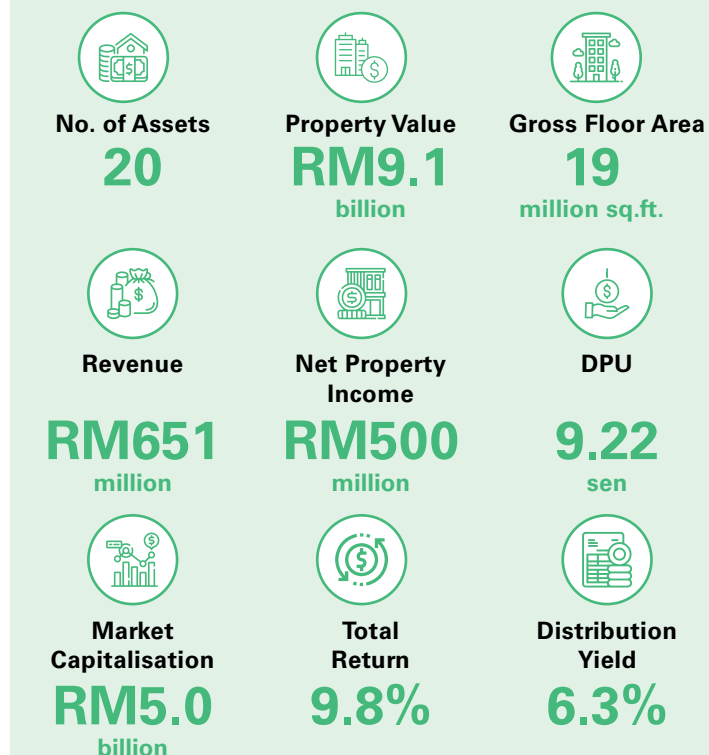 No. of Assets
20
Property Value
RM9.1
billion
Gross Floor Area
19
million sq.ft.
Revenue
RM651
million
Net Property
Income
RM500
million
DPU
9.22
sen
Market
Capitalisation
RM5.0
billion
Total
Return
9.8%
Distribution
Yield
6.3%